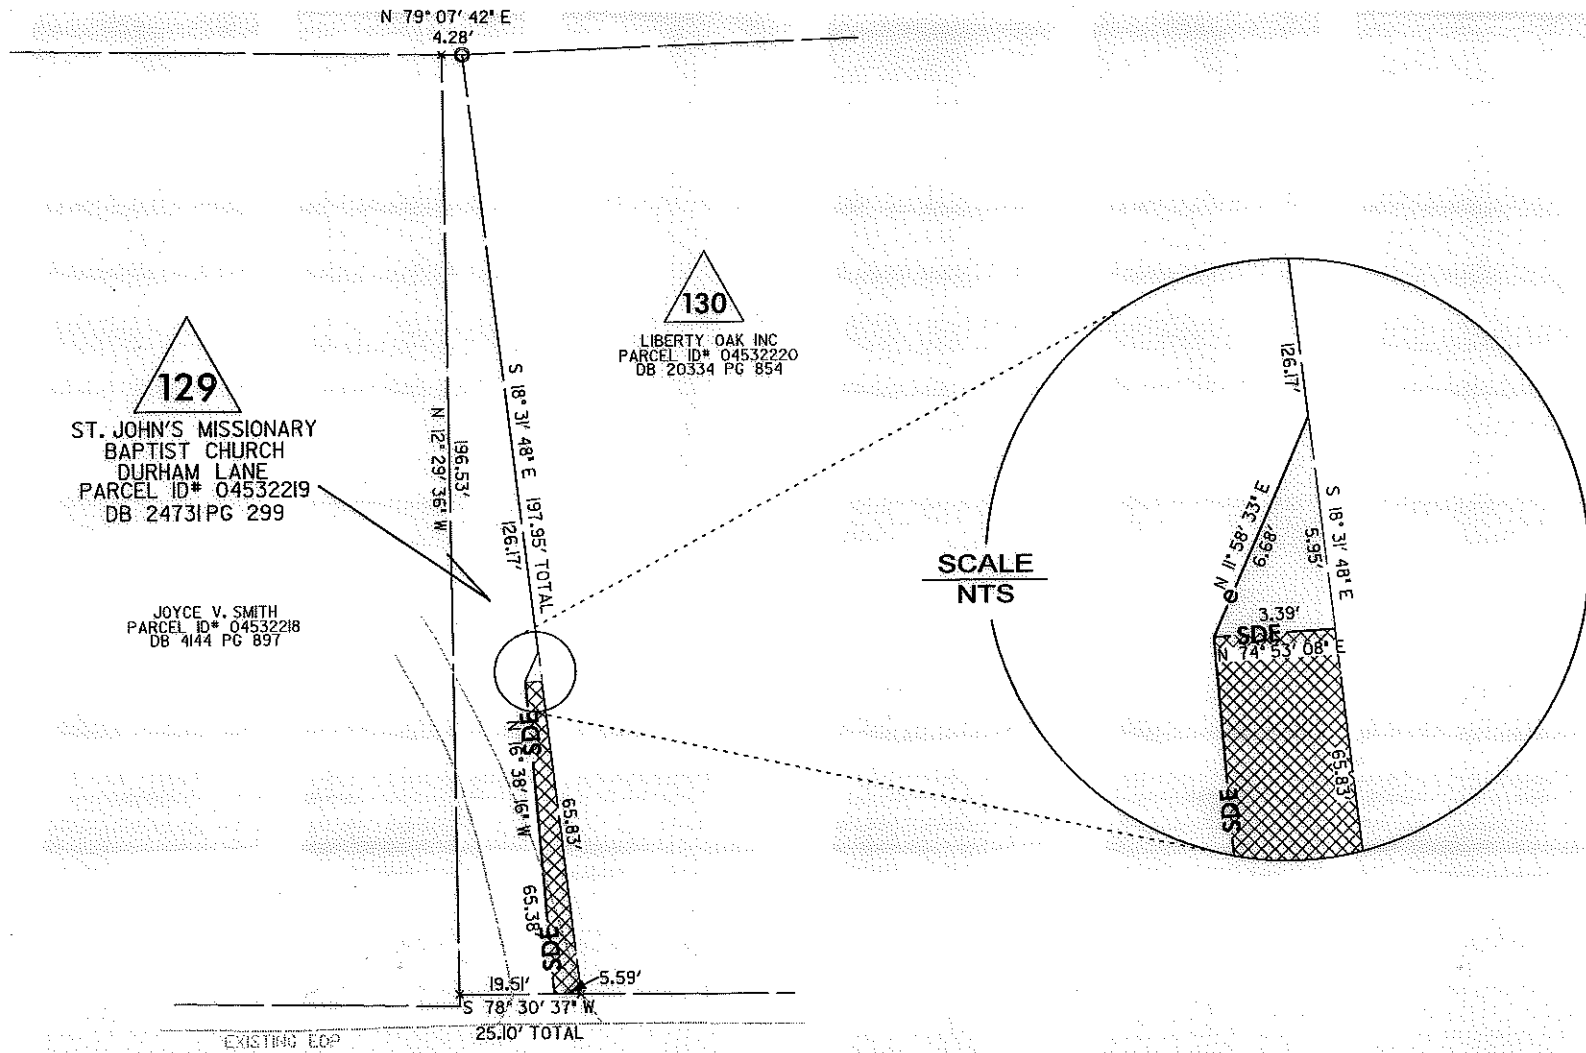 N 79° 07' 42" E
4.28'
130
LIBERTY OAK INC
PARCEL ID# 04532220
DB 20334 PG 854
129
ST. JOHN'S MISSIONARY
BAPTIST CHURCH
DURHAM LANE
PARCEL ID# 04532219
DB 24731 PG 299
JOYCE V. SMITH
PARCEL ID# 04532218
DB 4144 PG 897
N 12° 29' 36" W
196.53'
S 18° 31' 48" E 197.95' TOTAL
126.17'
SDE
N 16° 38' 16" W
65.83'
65.38'
SDE
19.51'
5.59'
S 78° 30' 37" W
25.10' TOTAL
EXISTING EOP
SCALE
NTS
126.17'
N 11° 58' 33" E
6.68'
S 18° 31' 48" E
5.95'
e
3.39'
SDE
N 74° 53' 08" E
SDE
65.83'